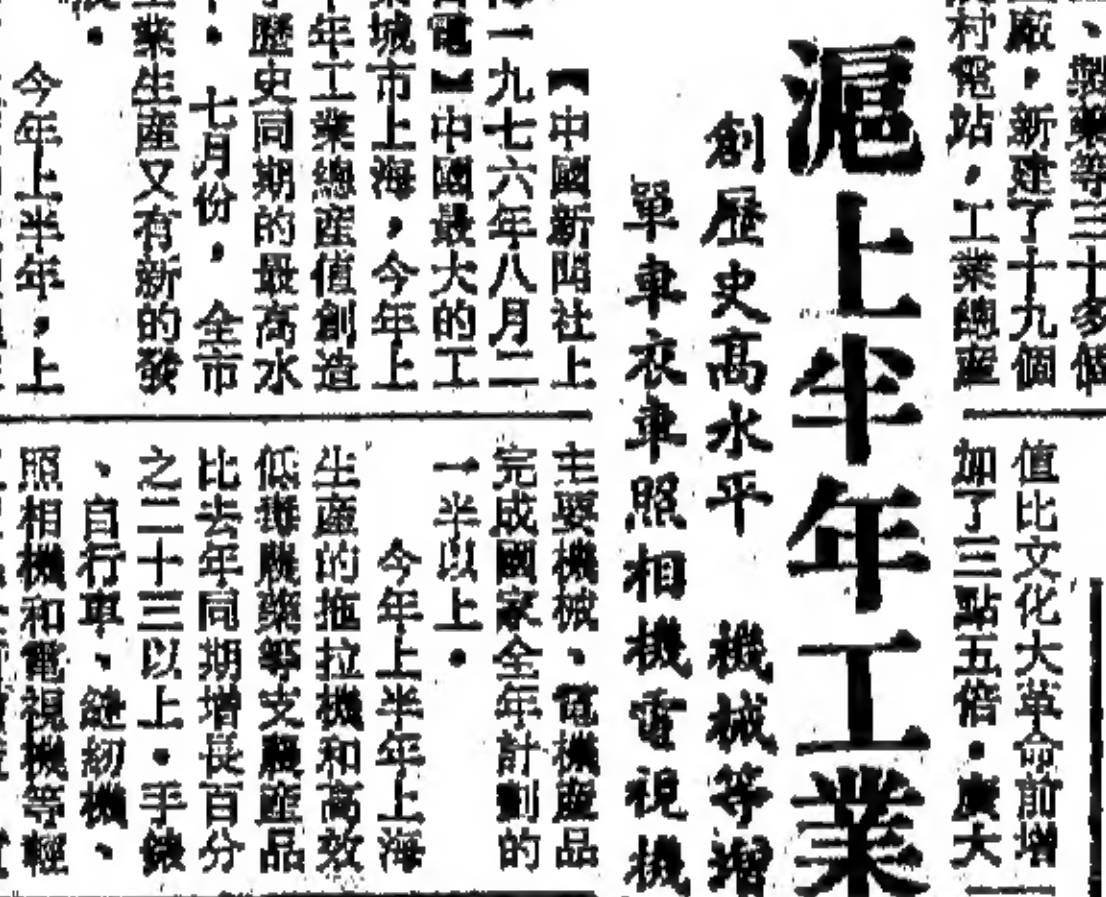 、製藥等三十多個
廠，新建了十九個
村電站，工業總產
值比文化大革命前增
加了三點五倍。廣大
滬上半年工業
創歷史高水平 機械等增
單車衣車照相機電視機
【中國新聞社上
海一九七六年八月二
電】中國最大的工
業城市上海，今年上
半年工業總產值創造
了歷史同期的最高水
平。七月份，全市
工業生產又有新的發
展。
今年上半年，上
主要機械、電機產品
完成國家全年計劃的
一半以上。
今年上半年上海
生產的拖拉機和高效
低毒農藥等支農產品
比去年同期增長百分
之二十三以上。手錶
、自行車、縫紉機、
照相機和電視機等輕